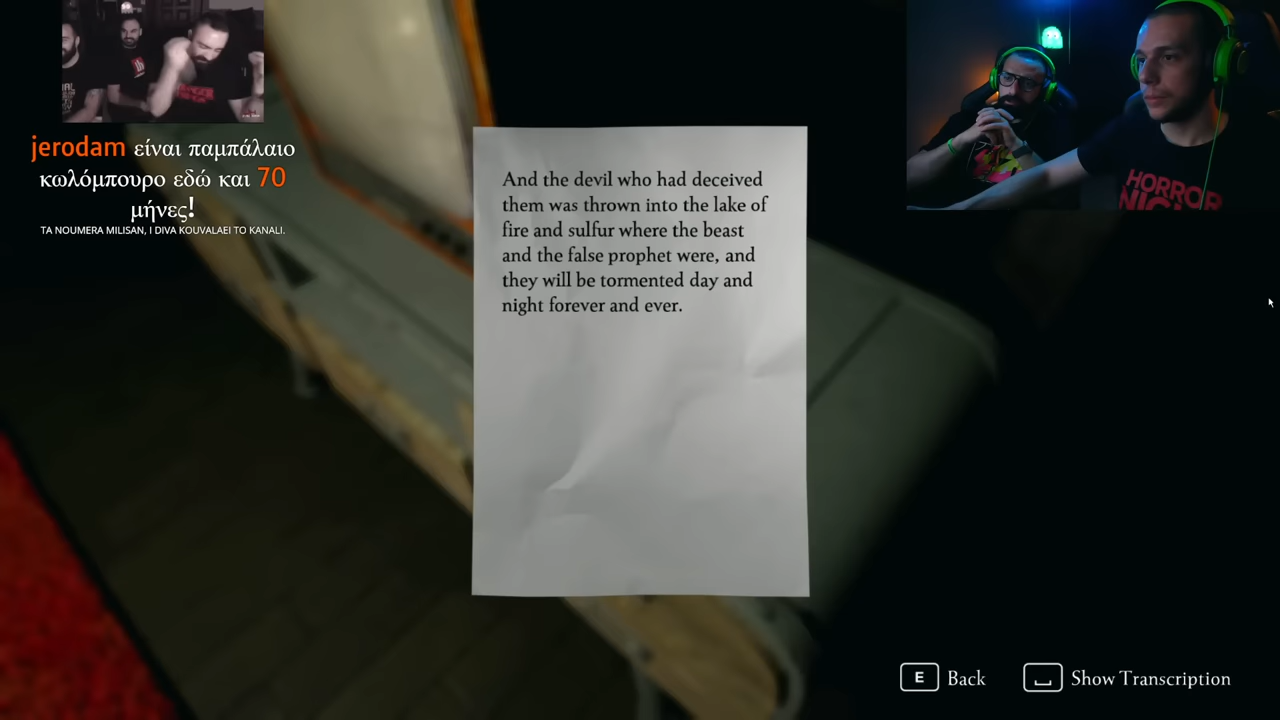 jerodam είναι παμπάλαιο
κωλόμπουρο εδώ και 70
μήνες!
TA NOUMERA MILISAN, I DIVA KOUVALAEI TO KANALI.
And the devil who had deceived
them was thrown into the lake of
fire and sulfur where the beast
and the false prophet were, and
they will be tormented day and
night forever and ever.
HORROR
E Back
Show Transcription